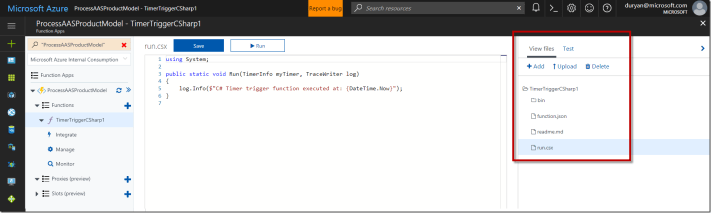 Microsoft Azure
ProcessAASProductModel - TimerTriggerCSharp1
Report a bug
Search resources
duryan@microsoft.com
MICROSOFT
ProcessAASProductModel - TimerTriggerCSharp1
Function Apps
"ProcessAASProductModel"
Microsoft Azure Internal Consumption
Function Apps
ProcessAASProductModel
Functions
TimerTriggerCSharp1
Integrate
Manage
Monitor
Proxies (preview)
Slots (preview)
run.csx
Save
Run
1 using System;
2
3 public static void Run(TimerInfo myTimer, TraceWriter log)
4 {
5 log.Info($"C# Timer trigger function executed at: {DateTime.Now}");
6 }
7
View files
Test
Add
Upload
Delete
TimerTriggerCSharp1
bin
function.json
readme.md
run.csx